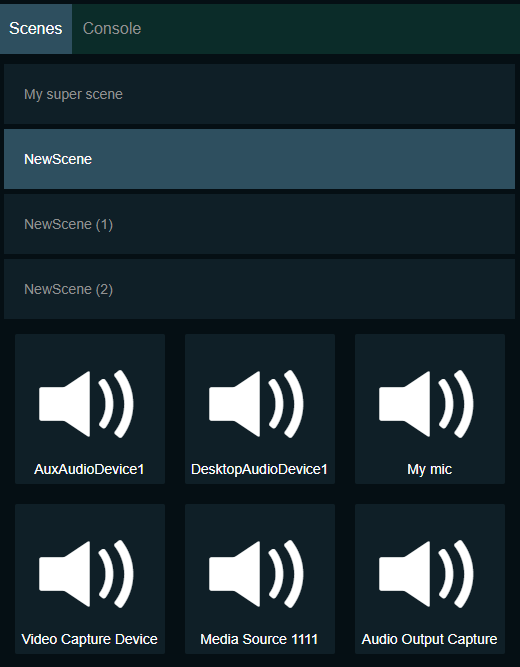 Scenes Console
My super scene
NewScene
NewScene (1)
NewScene (2)
AuxAudioDevice1 DesktopAudioDevice1 My mic
Video Capture Device Media Source 1111 Audio Output Capture